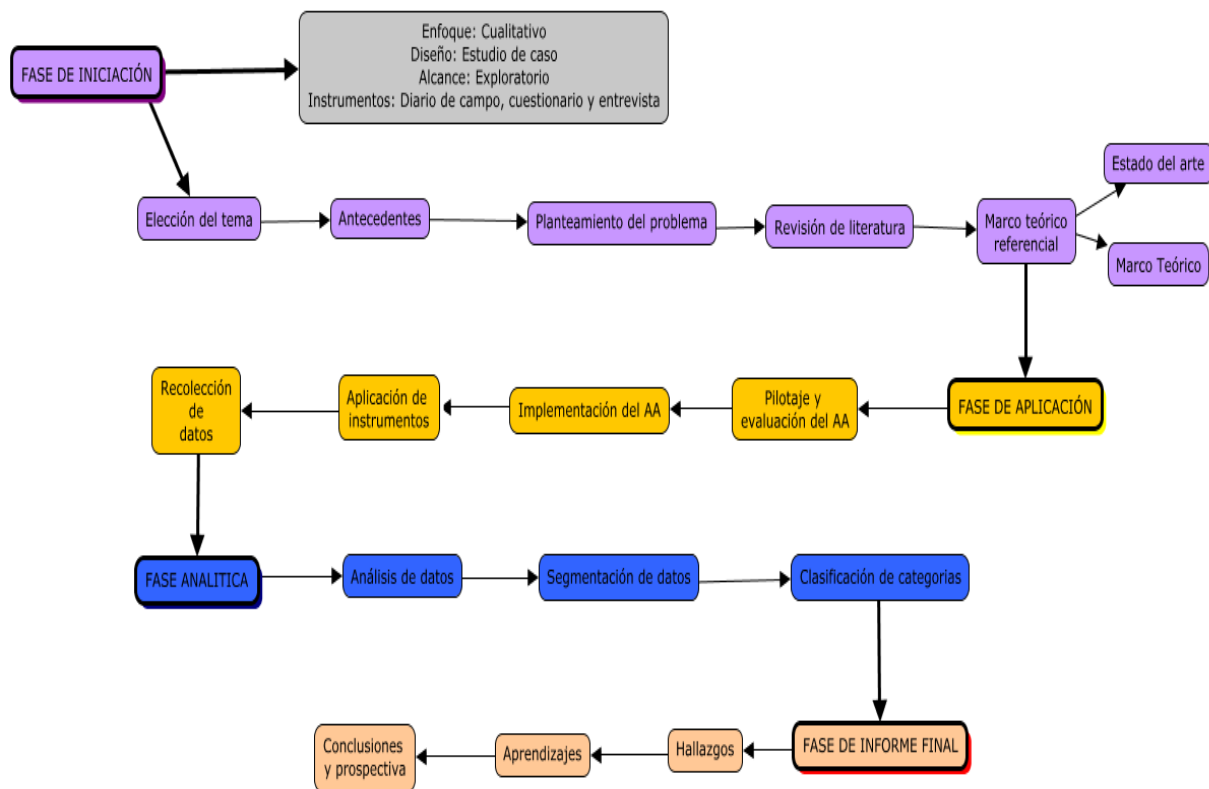 FASE DE INICIACIÓN
Enfoque: Cualitativo
Diseño: Estudio de caso
Alcance: Exploratorio
Instrumentos: Diario de campo, cuestionario y entrevista
Elección del tema
Antecedentes
Planteamiento del problema
Revisión de literatura
Marco teórico
referencial
Estado del arte
Marco Teórico
FASE DE APLICACIÓN
Pilotaje y
evaluación del AA
Implementación del AA
Aplicación de
instrumentos
Recolección
de
datos
FASE ANALITICA
Análisis de datos
Segmentación de datos
Clasificación de categorias
FASE DE INFORME FINAL
Hallazgos
Aprendizajes
Conclusiones
y prospectiva